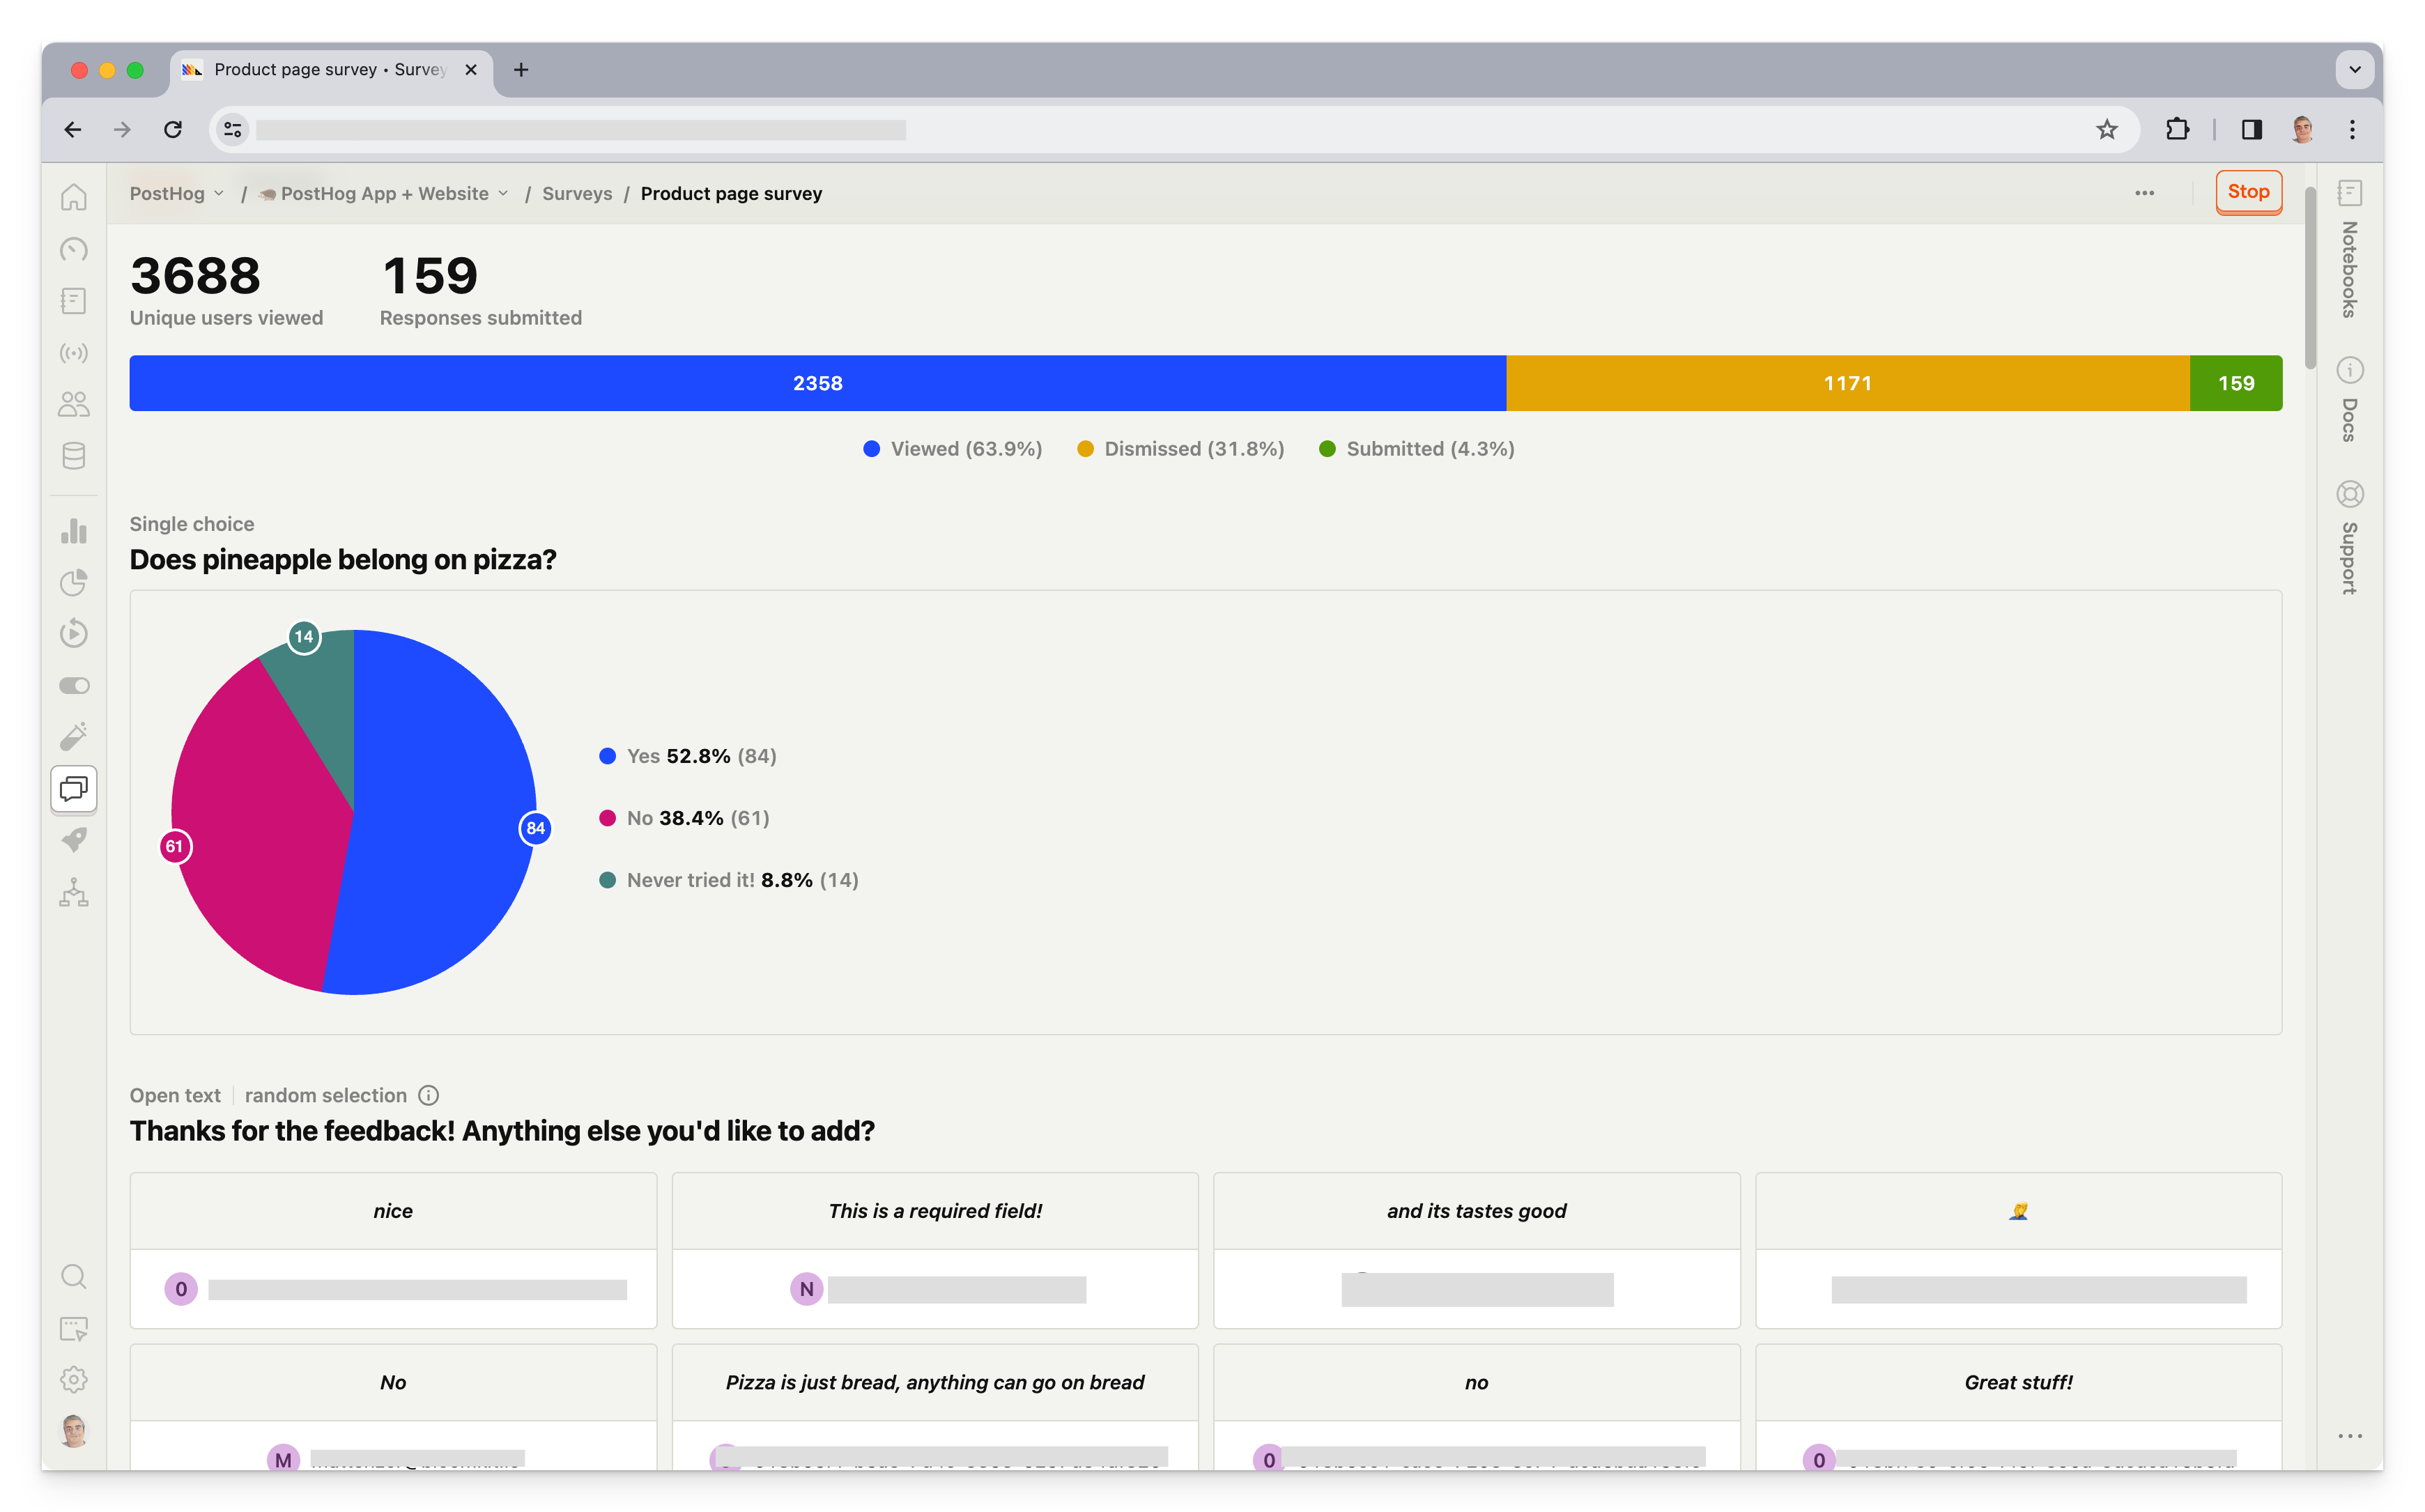 Product page survey • Survey
PostHog / PostHog App + Website / Surveys / Product page survey
Stop
3688
Unique users viewed
159
Responses submitted
2358 1171 159
Viewed (63.9%) Dismissed (31.8%) Submitted (4.3%)
Single choice
Does pineapple belong on pizza?
14
84
61
Yes 52.8% (84)
No 38.4% (61)
Never tried it! 8.8% (14)
Open text random selection
Thanks for the feedback! Anything else you'd like to add?
nice
This is a required field!
and its tastes good
0
N
No
Pizza is just bread, anything can go on bread
no
Great stuff!
M
0
0
Notebooks
Docs
Support